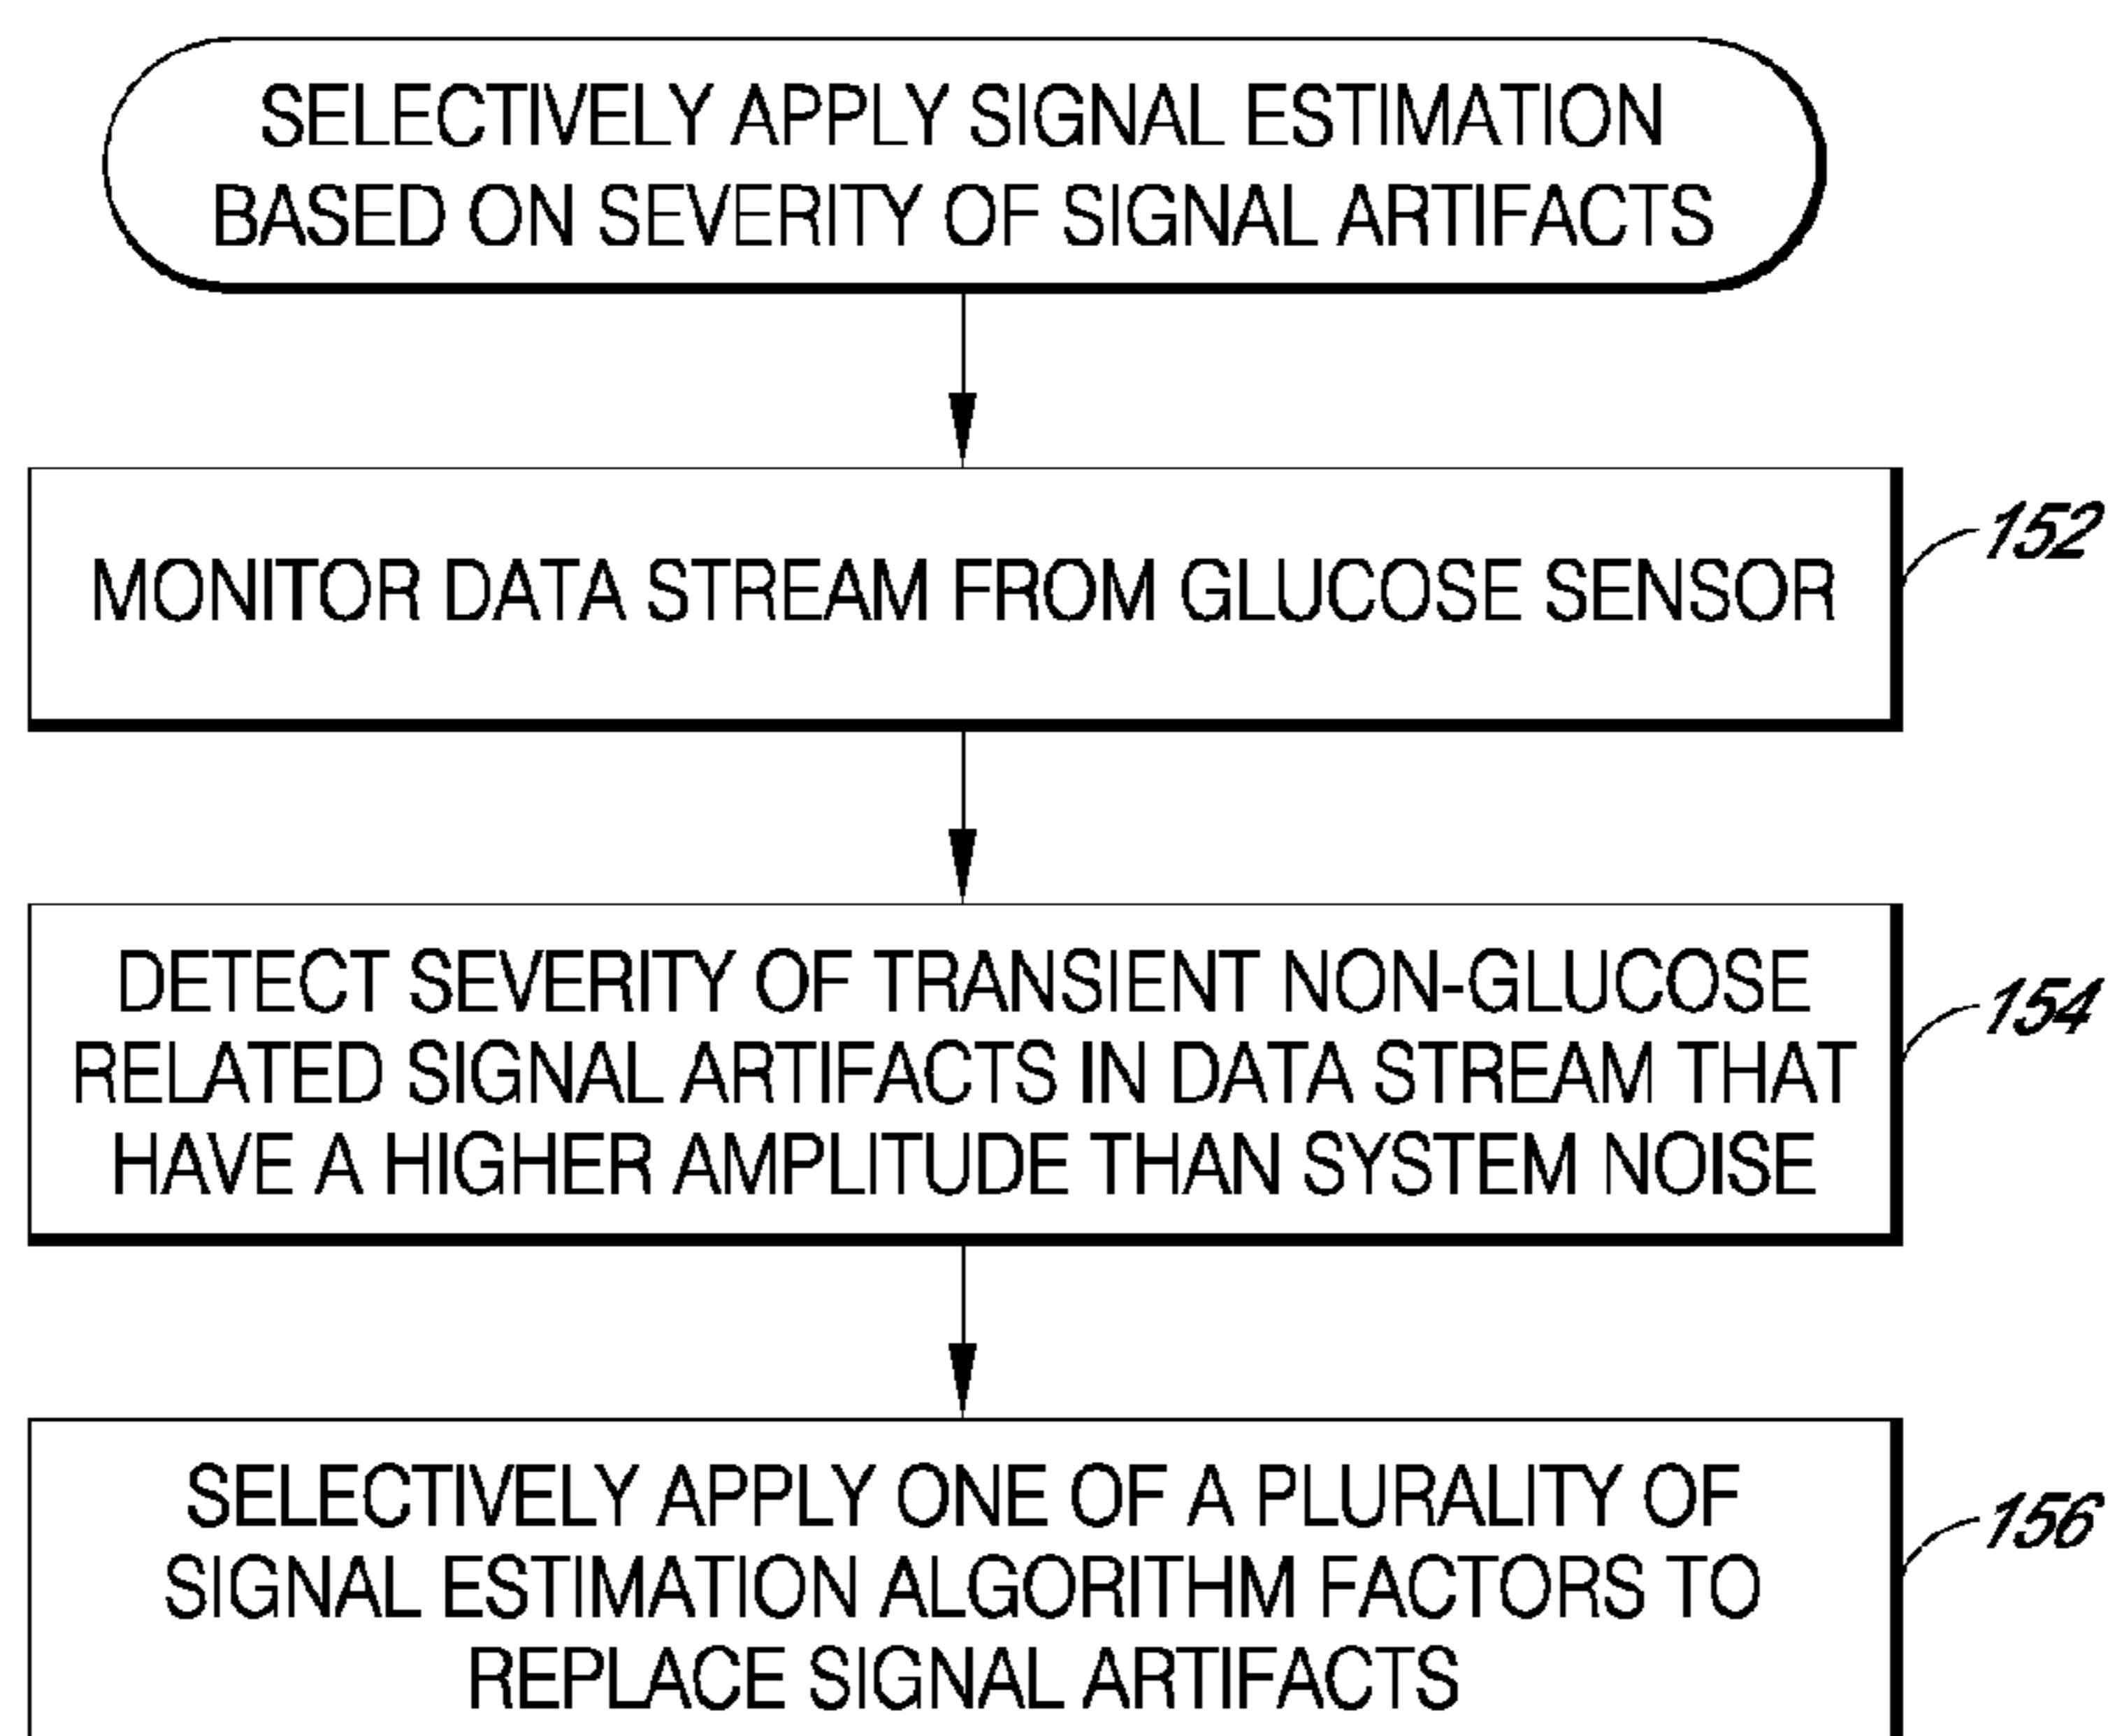 SELECTIVELY APPLY SIGNAL ESTIMATION
BASED ON SEVERITY OF SIGNAL ARTIFACTS
MONITOR DATA STREAM FROM GLUCOSE SENSOR
152
DETECT SEVERITY OF TRANSIENT NON-GLUCOSE
RELATED SIGNAL ARTIFACTS IN DATA STREAM THAT
HAVE A HIGHER AMPLITUDE THAN SYSTEM NOISE
154
SELECTIVELY APPLY ONE OF A PLURALITY OF
SIGNAL ESTIMATION ALGORITHM FACTORS TO
REPLACE SIGNAL ARTIFACTS
156